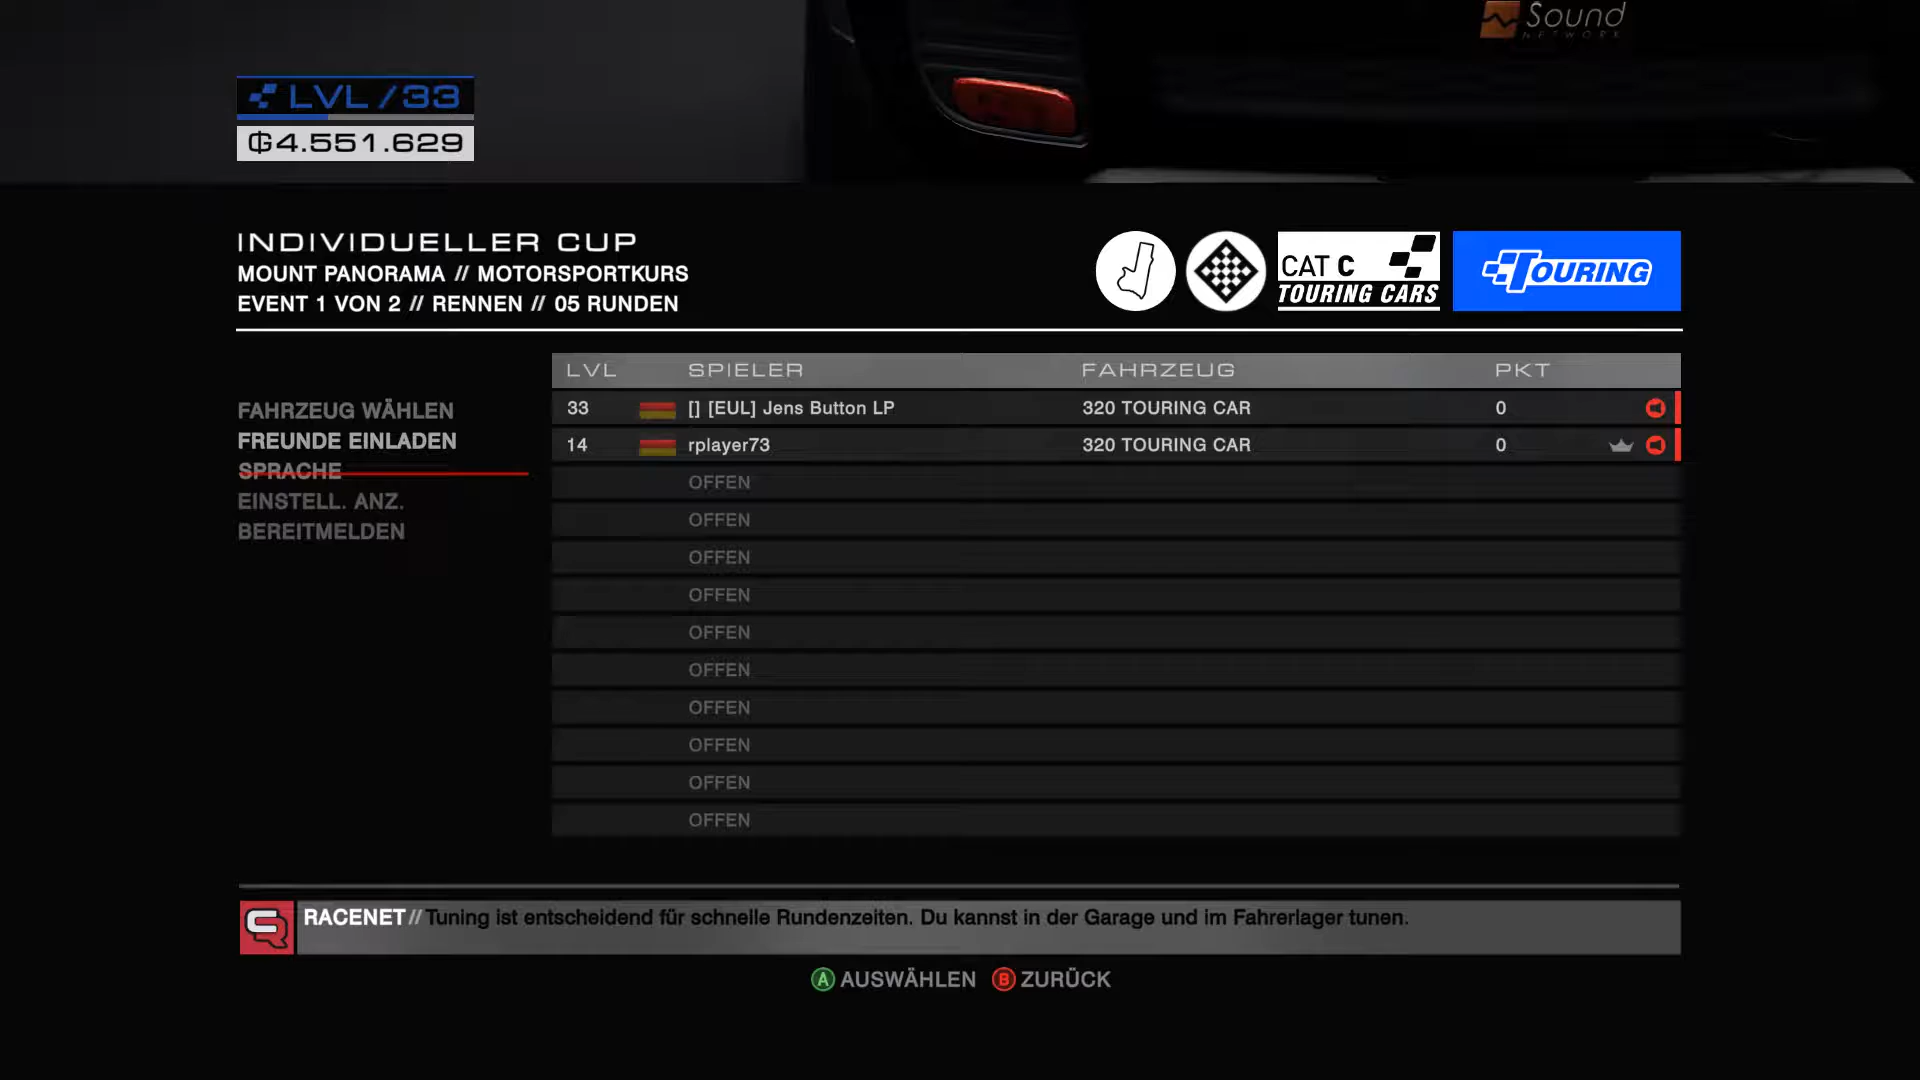 Sound
NETWORK
LVL/33
₲4.551.629
INDIVIDUELLER CUP
MOUNT PANORAMA // MOTORSPORTKURS
EVENT 1 VON 2 // RENNEN // 05 RUNDEN
CAT C
TOURING CARS
TOURING
LVL SPIELER FAHRZEUG PKT
33 [] [EUL] Jens Button LP 320 TOURING CAR 0
14 rplayer73 320 TOURING CAR 0
OFFEN
OFFEN
OFFEN
OFFEN
OFFEN
OFFEN
OFFEN
OFFEN
OFFEN
OFFEN
FAHRZEUG WÄHLEN
FREUNDE EINLADEN
SPRACHE
EINSTELL. ANZ.
BEREITMELDEN
RACENET // Tuning ist entscheidend für schnelle Rundenzeiten. Du kannst in der Garage und im Fahrerlager tunen.
A AUSWÄHLEN B ZURÜCK